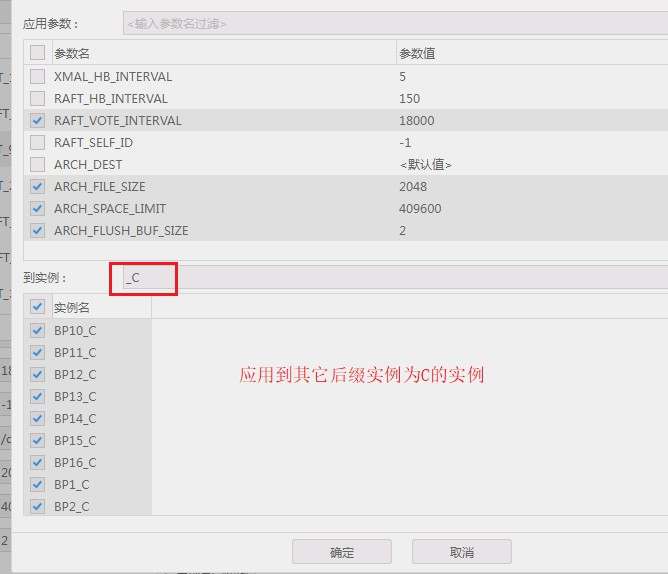 应用参数： <输入参数名过滤>
参数名 参数值
XMAL_HB_INTERVAL 5
RAFT_HB_INTERVAL 150
RAFT_VOTE_INTERVAL 18000
RAFT_SELF_ID -1
ARCH_DEST <默认值>
ARCH_FILE_SIZE 2048
ARCH_SPACE_LIMIT 409600
ARCH_FLUSH_BUF_SIZE 2
到实例： _C
实例名
BP10_C
BP11_C
BP12_C
应用到其它后缀实例为C的实例
BP13_C
BP14_C
BP15_C
BP16_C
BP1_C
BP2_C
确定 取消